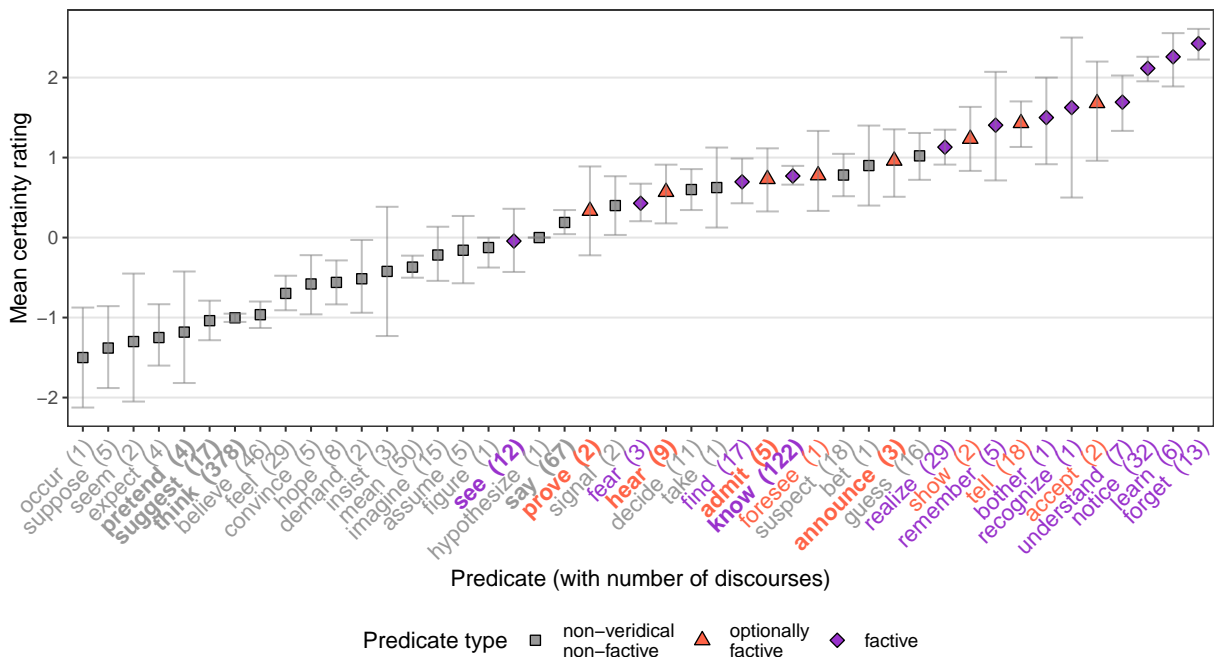 Mean certainty rating
2
1
0
−1
−2
occur (1)
suppose (5)
seem (2)
expect (4)
pretend (4)
suggest (17)
think (378)
believe (46)
feel (29)
convince (5)
hope (8)
demand (2)
insist (3)
mean (50)
imagine (15)
assume (5)
figure (1)
see (12)
hypothesize (1)
say (67)
prove (2)
signal (2)
fear (3)
hear (9)
decide (11)
take (1)
find (17)
admit (5)
know (122)
foresee (1)
suspect (18)
bet (1)
announce (3)
guess (16)
realize (29)
show (2)
remember (5)
tell (18)
bother (1)
recognize (1)
accept (2)
understand (7)
notice (32)
learn (6)
forget (13)
Predicate (with number of discourses)
Predicate type
non−veridical
non−factive
optionally
factive
factive